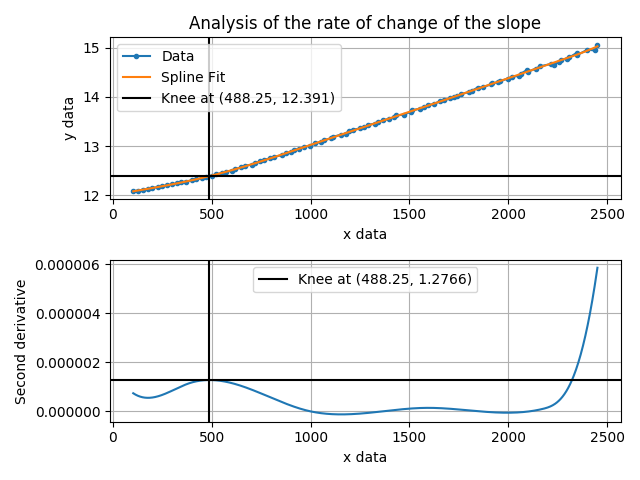 Analysis of the rate of change of the slope
15
14
13
12
y data
Data
Spline Fit
Knee at (488.25, 12.391)
0
500
1000
1500
2000
2500
x data
0.000006
0.000004
0.000002
0.000000
Second derivative
Knee at (488.25, 1.2766)
0
500
1000
1500
2000
2500
x data